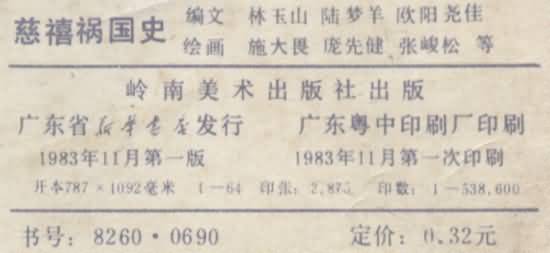 慈禧祸国史
编文 林玉山 陆梦羊 欧阳尧佳
绘画 施大畏 庞先健 张峻松 等
岭南美术出版社出版
广东省新华书店发行 广东粤中印刷厂印刷
1983年11月第一版 1983年11月第一次印刷
开本787×1092毫米 1—64 印张:2.875 印数:1—538,600
书号:8260·0690 定价:0.32元